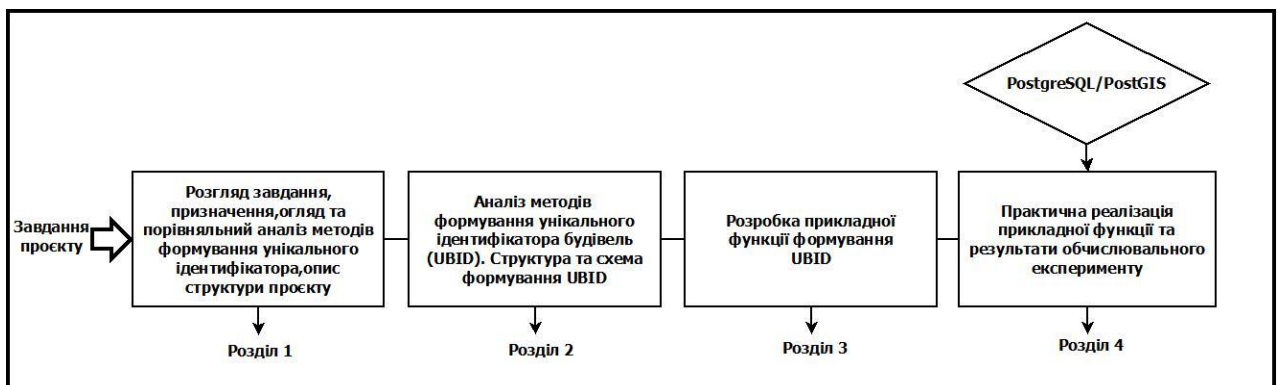 PostgreSQL/PostGIS
Завдання
проєкту
Розгляд завдання,
призначення,огляд та
порівняльний аналіз методів
формування унікального
ідентифікатора,опис
структури проєкту
Аналіз методів
формування унікального
ідентифікатора будівель
(UBID). Структура та схема
формування UBID
Розробка прикладної
функції формування
UBID
Практична реалізація
прикладної функції та
результати обчислювального
експерименту
Розділ 1
Розділ 2
Розділ 3
Розділ 4